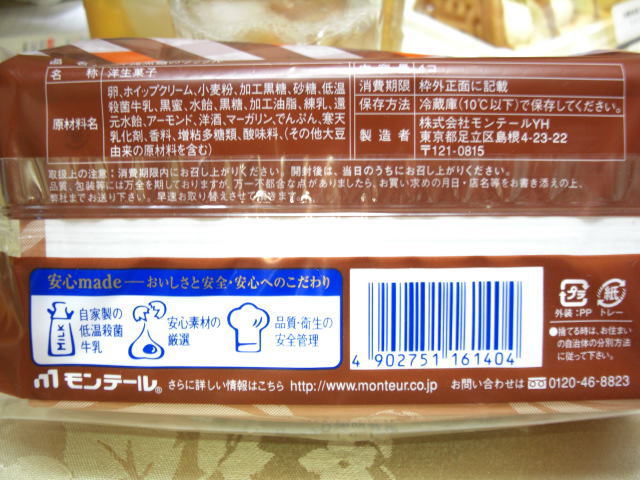 名称 洋生菓子
原材料名
卵、ホイップクリーム、小麦粉、加工黒糖、砂糖、低温
殺菌牛乳、黒蜜、水飴、黒糖、加工油脂、練乳、還
元水飴、アーモンド、洋酒、マーガリン、でんぷん、寒天
乳化剤、香料、増粘多糖類、酸味料、(その他大豆
由来の原材料を含む)
消費期限 枠外正面に記載
保存方法 冷蔵庫(10℃以下)で保存してください。
製造者
株式会社モンテールYH
東京都足立区島根4-23-22
〒121-0815
取扱上の注意:消費期限内にお召し上がりください。開封後は、当日のうちにお召し上がりください。
品質、包装等には万全を期しておりますが、万一不都合な点がありましたら、お買い求めの月日・店名等をお書き添えの上、
弊社までお送り下さい。早速お取り替えさせて頂きます。
安心made—おいしさと安全・安心へのこだわり
MILK
自家製の
低温殺菌
牛乳
安心素材の
厳選
品質・衛生の
安全管理
4 902751 161404
プラ 紙
外装:PP トレー
●捨てる時は、お住まい
の自治体の分別方法
に従って下さい。
モンテール® さらに詳しい情報はこちら http://www.monteur.co.jp お問い合わせ 0120-46-8823